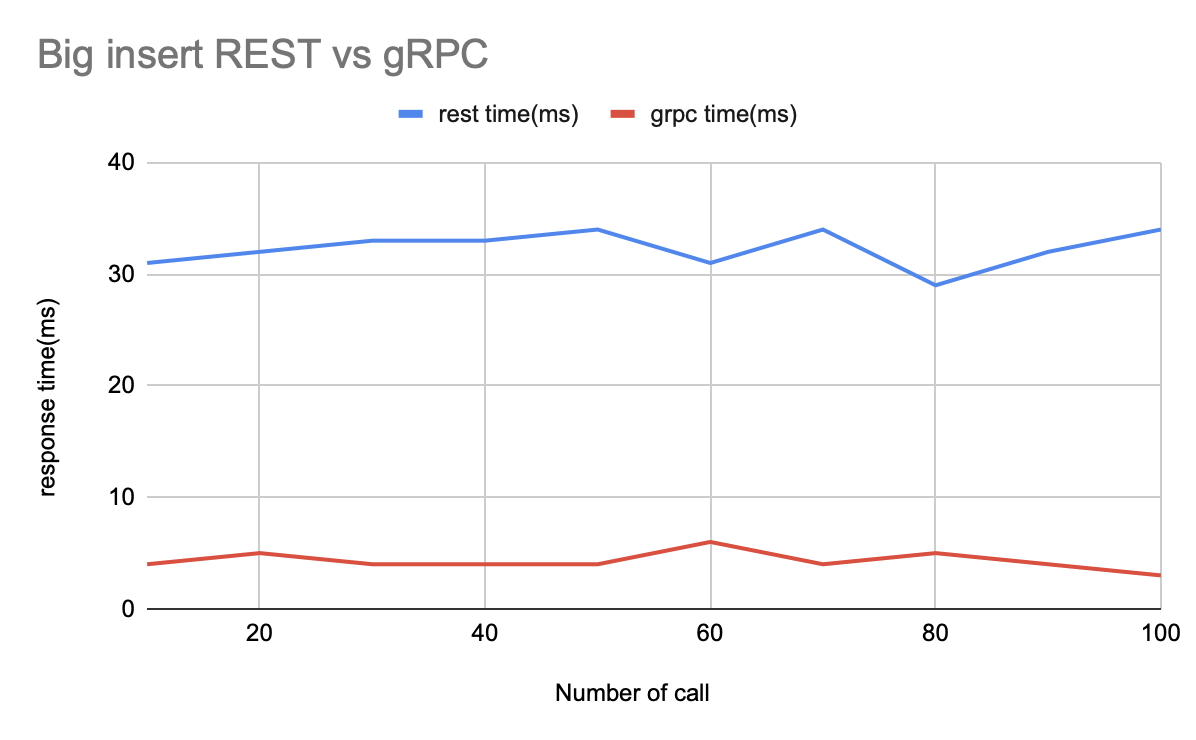 Big insert REST vs gRPC
rest time(ms) grpc time(ms)
40
30
20
10
0
response time(ms)
20 40 60 80 100
Number of call